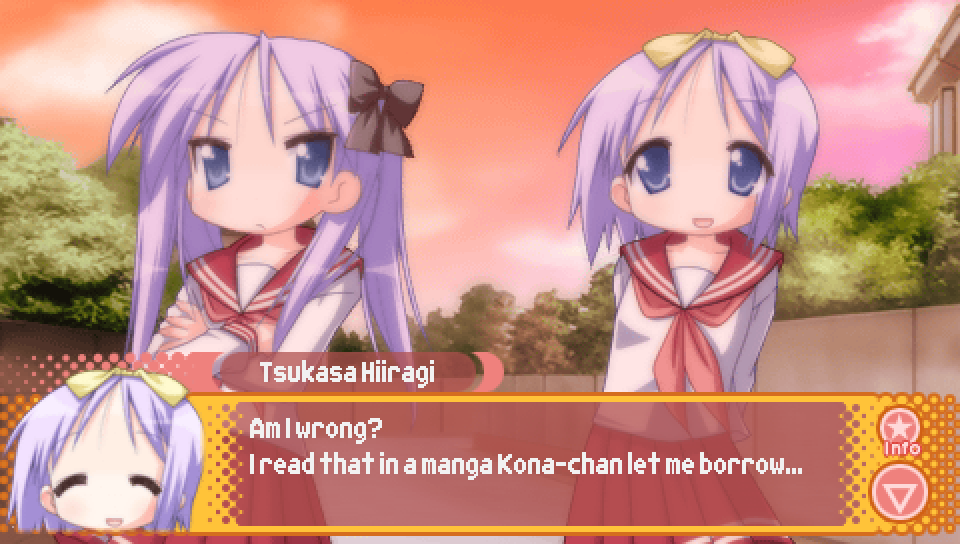 Tsukasa Hiiragi
Am I wrong?
I read that in a manga Kona-chan let me borrow...
Info